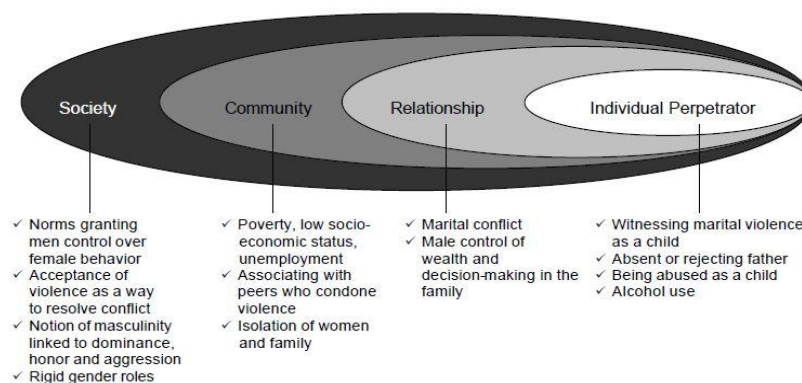 Society
Community
Relationship
Individual Perpetrator
✓ Norms granting
men control over
female behavior
✓ Acceptance of
violence as a way
to resolve conflict
✓ Notion of masculinity
linked to dominance,
honor and aggression
✓ Rigid gender roles
✓ Poverty, low socio-
economic status,
unemployment
✓ Associating with
peers who condone
violence
✓ Isolation of women
and family
✓ Marital conflict
✓ Male control of
wealth and
decision-making in the
family
✓ Witnessing marital violence
as a child
✓ Absent or rejecting father
✓ Being abused as a child
✓ Alcohol use